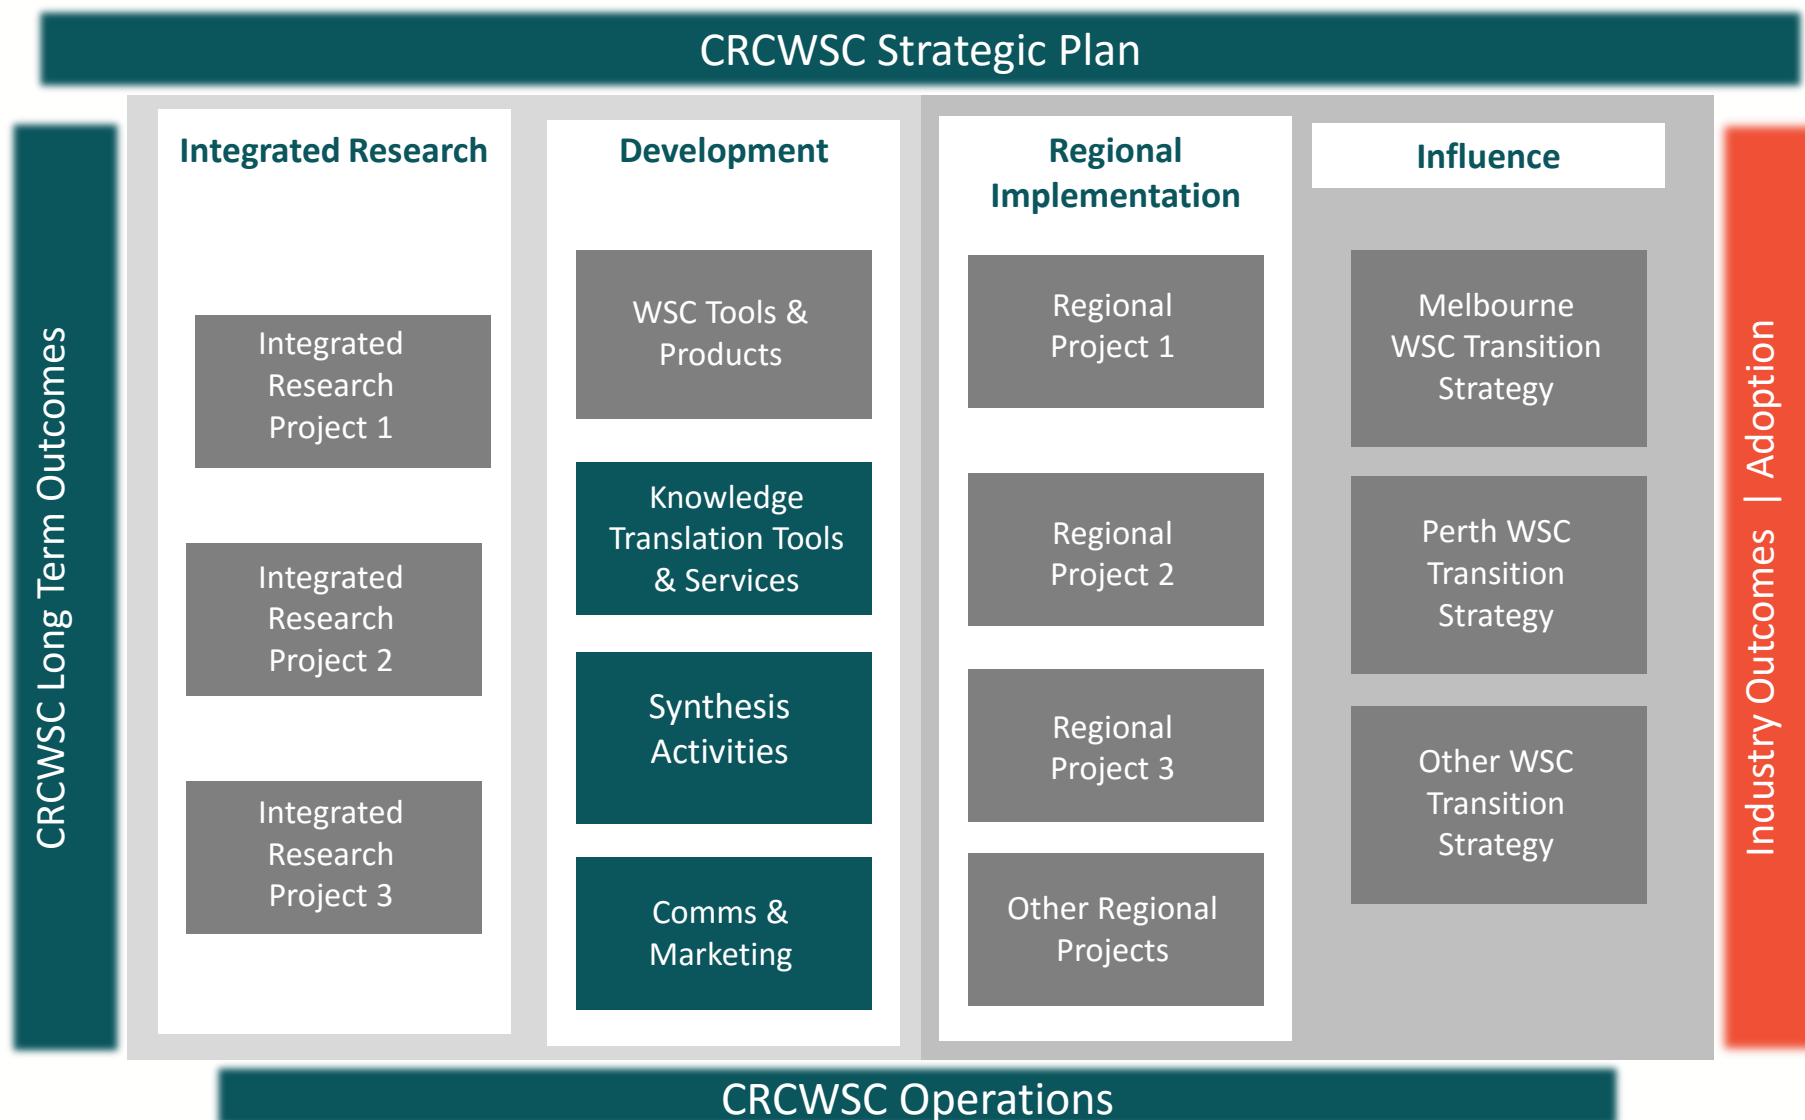 CRCWSC Strategic Plan
CRCWSC Long Term Outcomes
Integrated Research
Integrated
Research
Project 1
Integrated
Research
Project 2
Integrated
Research
Project 3
Development
WSC Tools &
Products
Knowledge
Translation Tools
& Services
Synthesis
Activities
Comms &
Marketing
Regional
Implementation
Regional
Project 1
Regional
Project 2
Regional
Project 3
Other Regional
Projects
Influence
Melbourne
WSC Transition
Strategy
Perth WSC
Transition
Strategy
Other WSC
Transition
Strategy
Industry Outcomes | Adoption
CRCWSC Operations